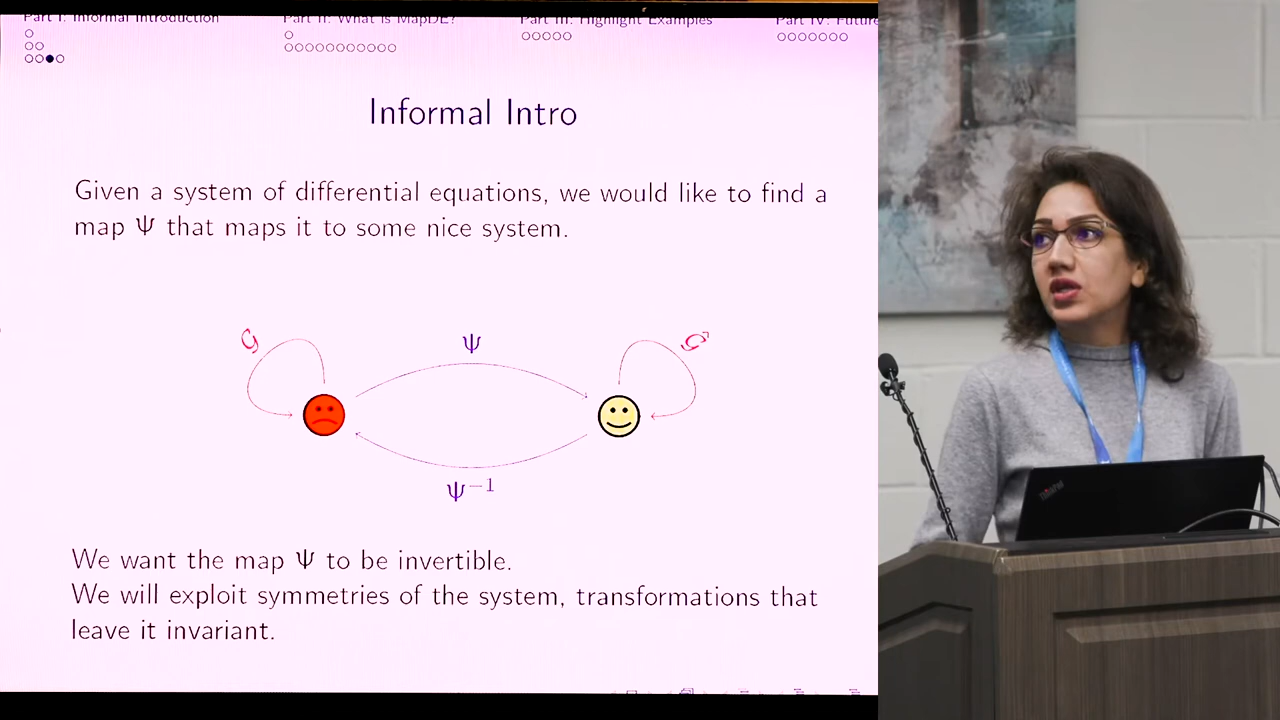 Part I: Informal Introduction Part II: What is MapDE? Part III: Highlight Examples Part IV: Future
Informal Intro
Given a system of differential equations, we would like to find a
map Ψ that maps it to some nice system.
𝒢 Ψ 𝒢̂
Ψ⁻¹
We want the map Ψ to be invertible.
We will exploit symmetries of the system, transformations that
leave it invariant.
ThinkPad